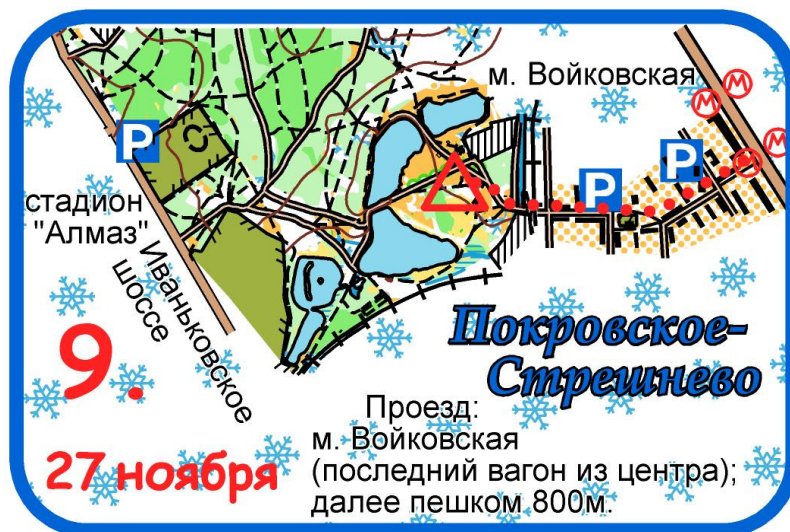 м. Войковская
М
М
М
М
P
P
P
стадион
"Алмаз"
Иваньковское
шоссе
Покровское-
Стрешнево
9.
27 ноября
Проезд:
м. Войковская
(последний вагон из центра);
далее пешком 800м.